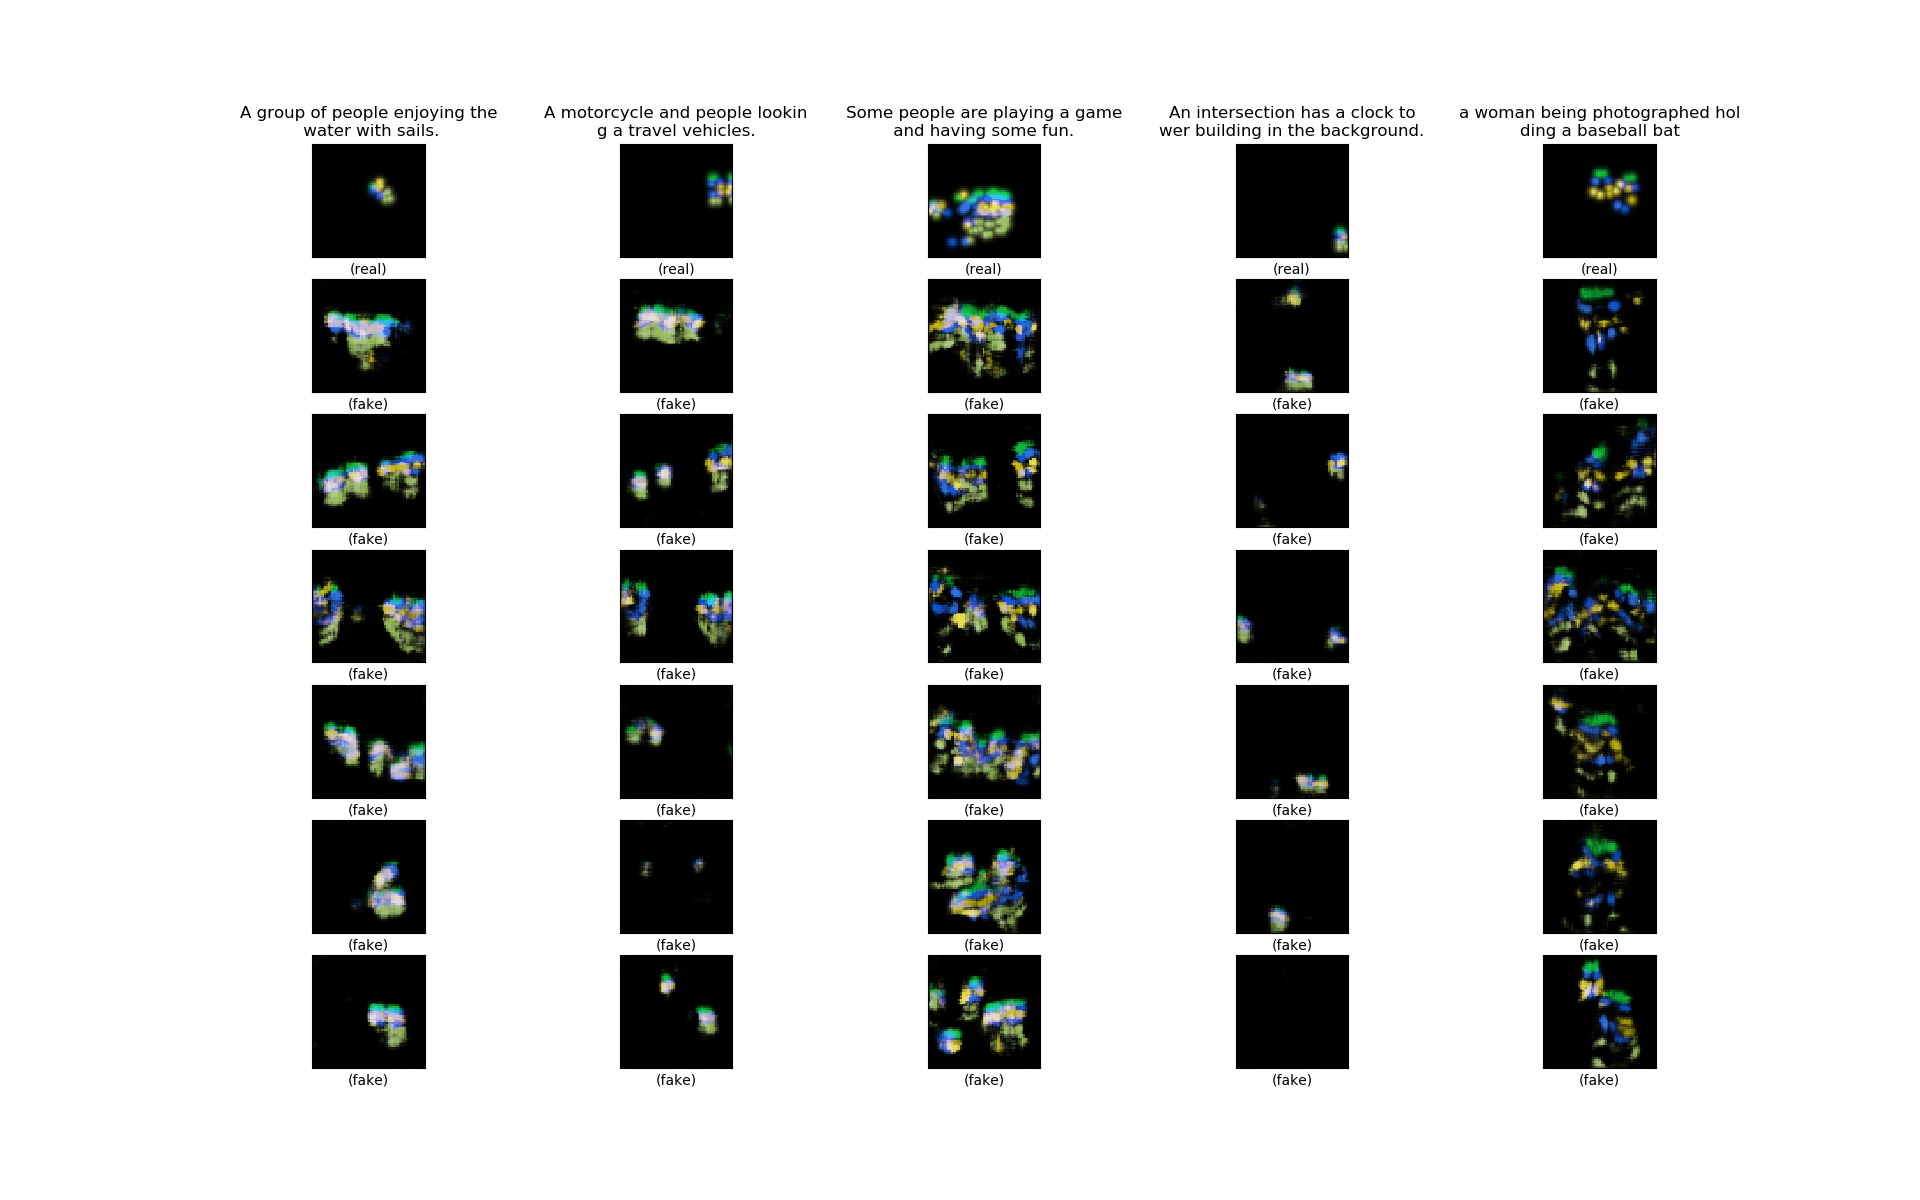 A group of people enjoying the
water with sails.
A motorcycle and people lookin
g a travel vehicles.
Some people are playing a game
and having some fun.
An intersection has a clock to
wer building in the background.
a woman being photographed hol
ding a baseball bat
(real) (real) (real) (real) (real)
(fake) (fake) (fake) (fake) (fake)
(fake) (fake) (fake) (fake) (fake)
(fake) (fake) (fake) (fake) (fake)
(fake) (fake) (fake) (fake) (fake)
(fake) (fake) (fake) (fake) (fake)
(fake) (fake) (fake) (fake) (fake)